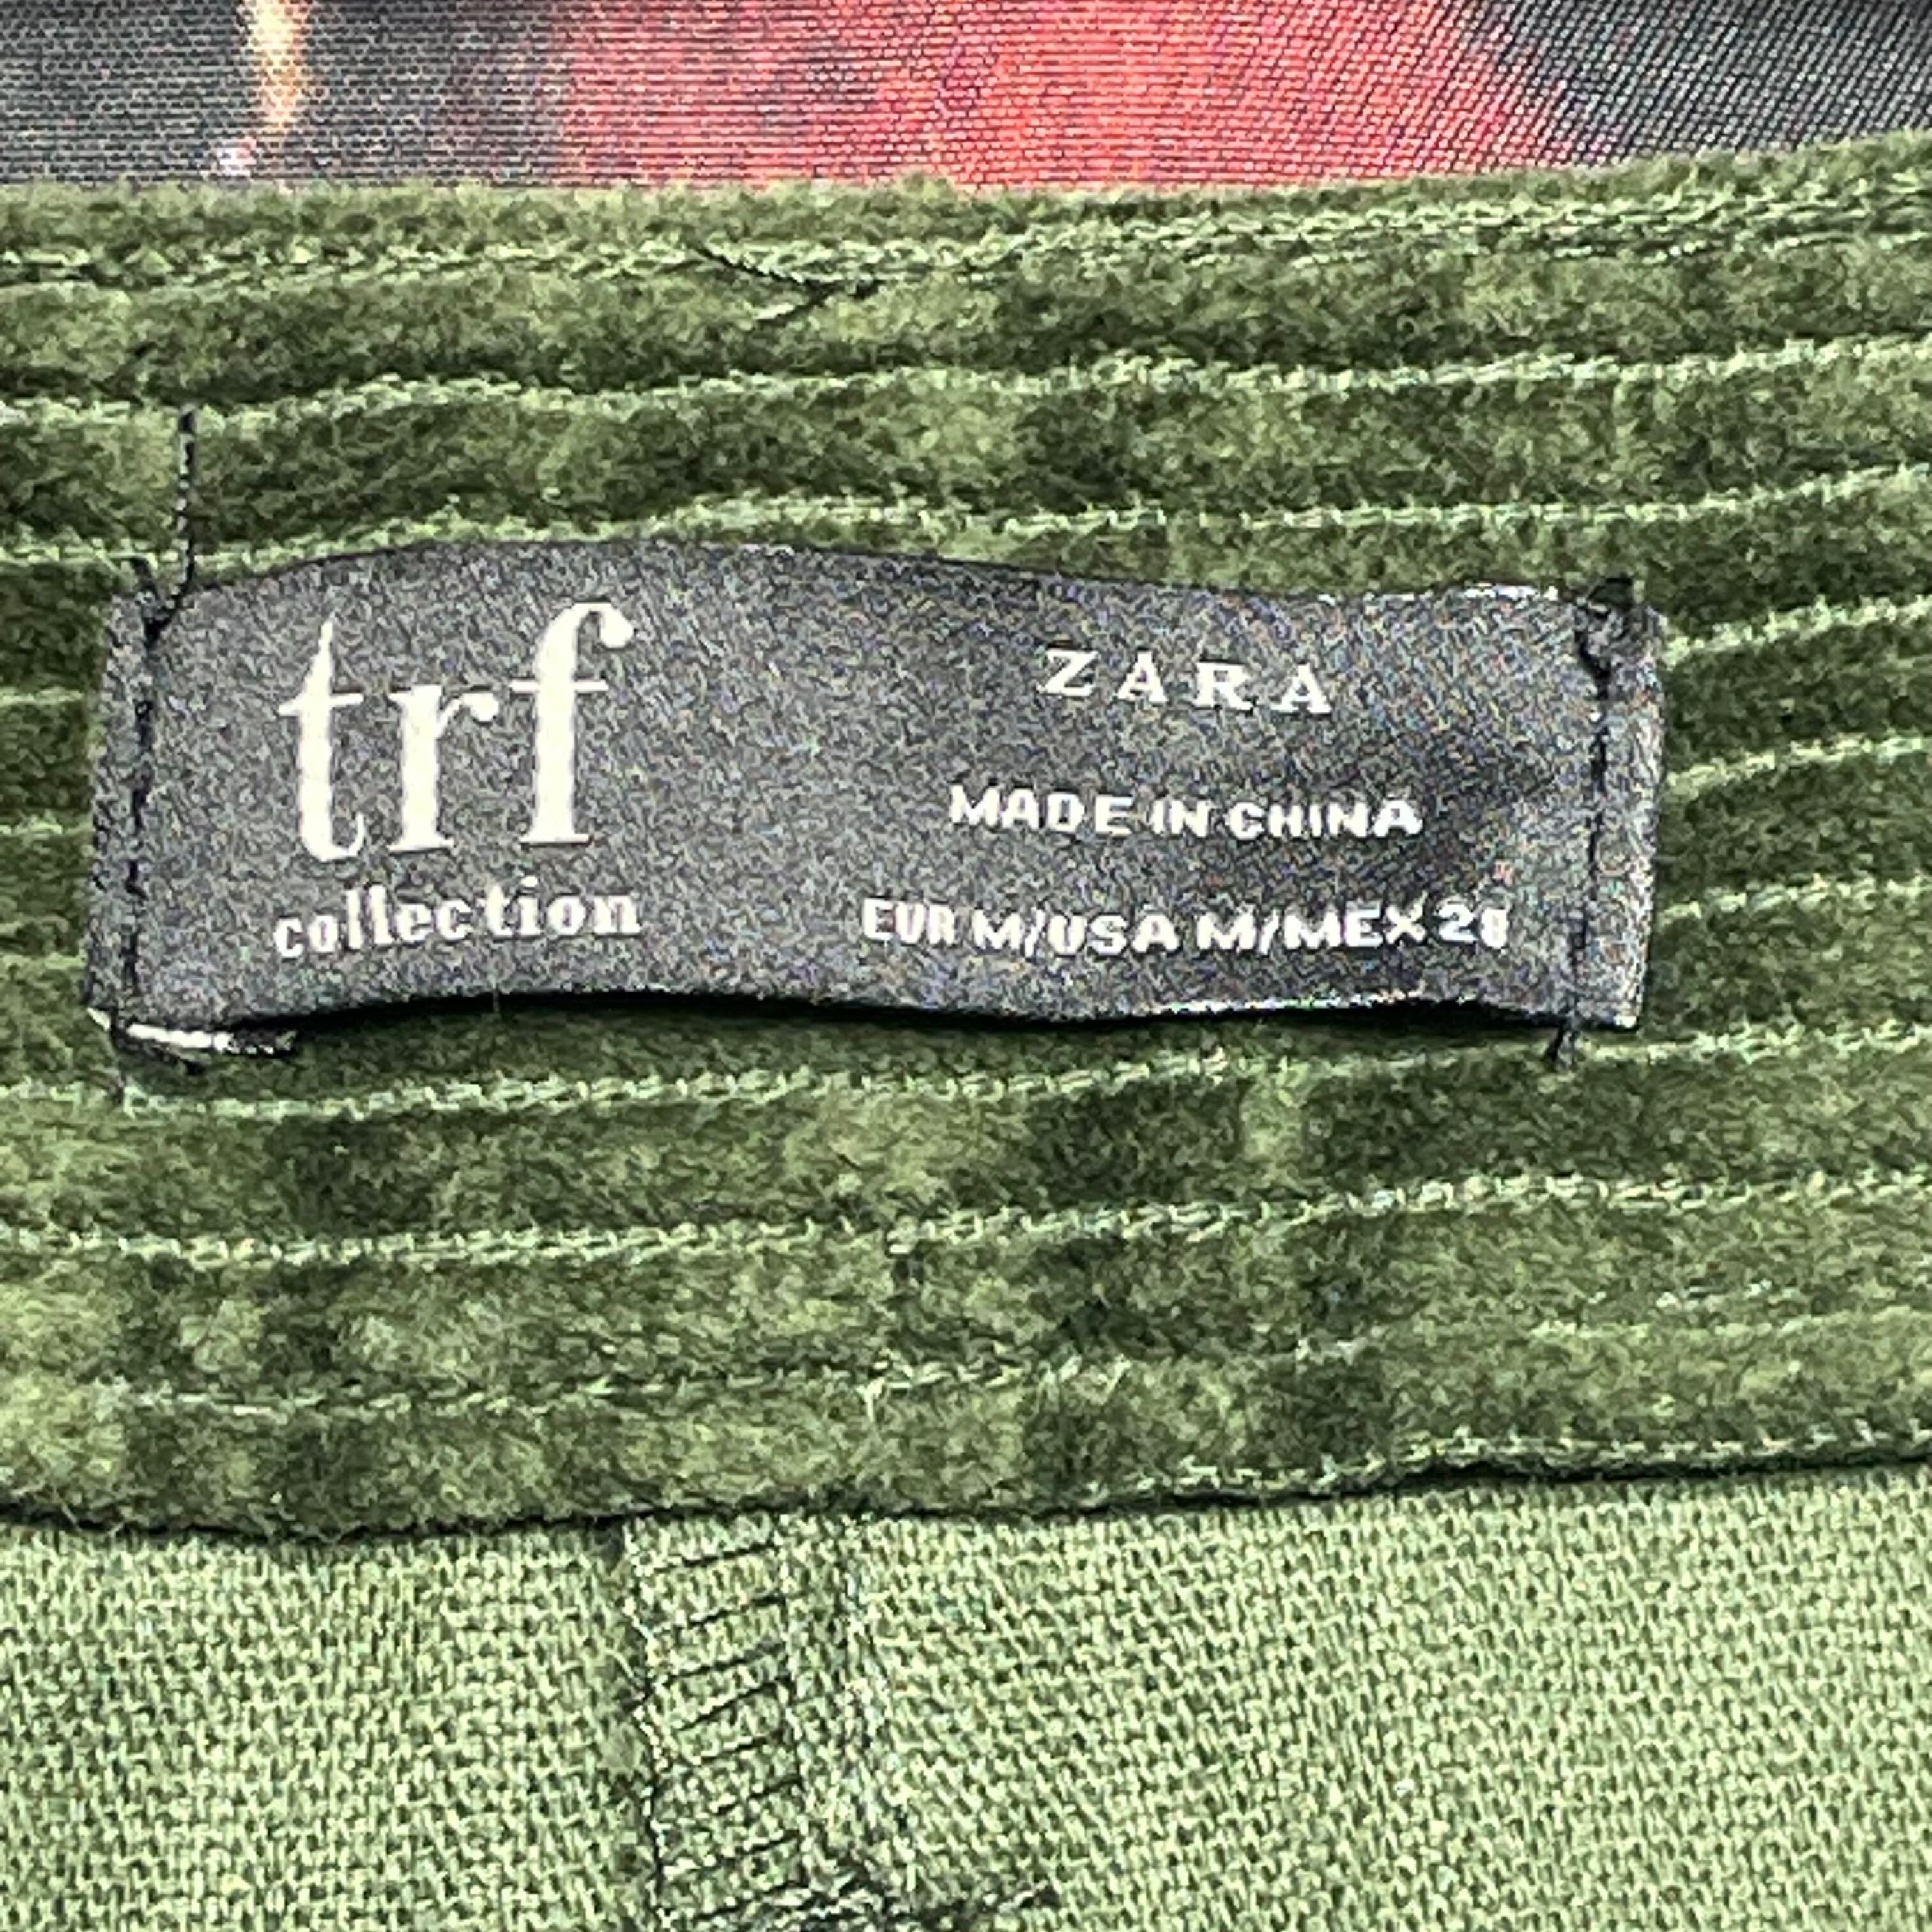 trf
collection
ZARA
MADE IN CHINA
EUR M/USA M/MEX 28